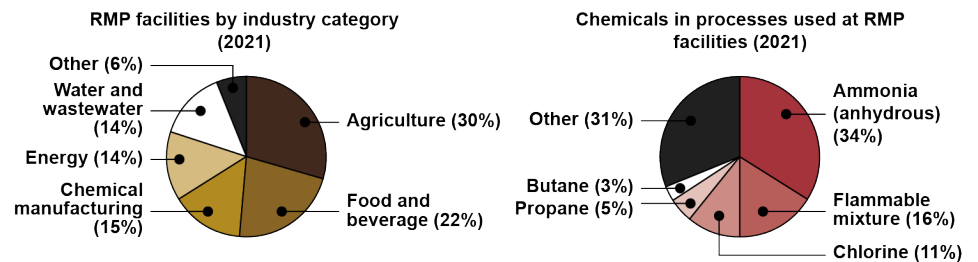 RMP facilities by industry category
(2021)
Other (6%)
Water and
wastewater
(14%)
Energy (14%)
Chemical
manufacturing
(15%)
Agriculture (30%)
Food and
beverage (22%)
Chemicals in processes used at RMP
facilities (2021)
Other (31%)
Butane (3%)
Propane (5%)
Ammonia
(anhydrous)
(34%)
Flammable
mixture (16%)
Chlorine (11%)